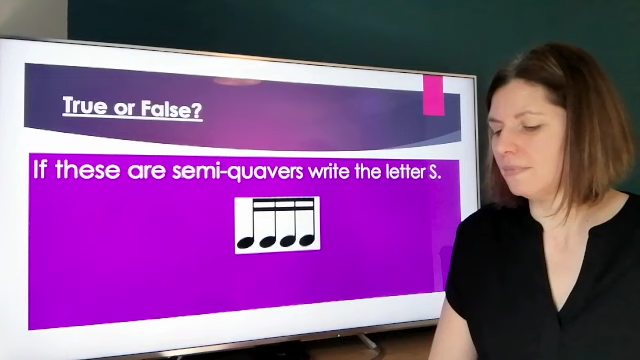 True or False?
If these are semi-quavers write the letter S.